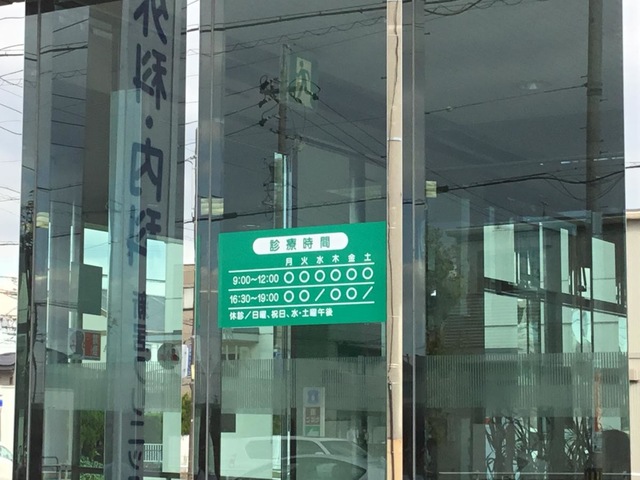 外科・内科
診療時間
月 火 水 木 金 土
9:00〜12:00 ○ ○ ○ ○ ○ ○
16:30〜19:00 ○ ○ ／ ○ ○ ／
休診／日曜、祝日、水・土曜午後